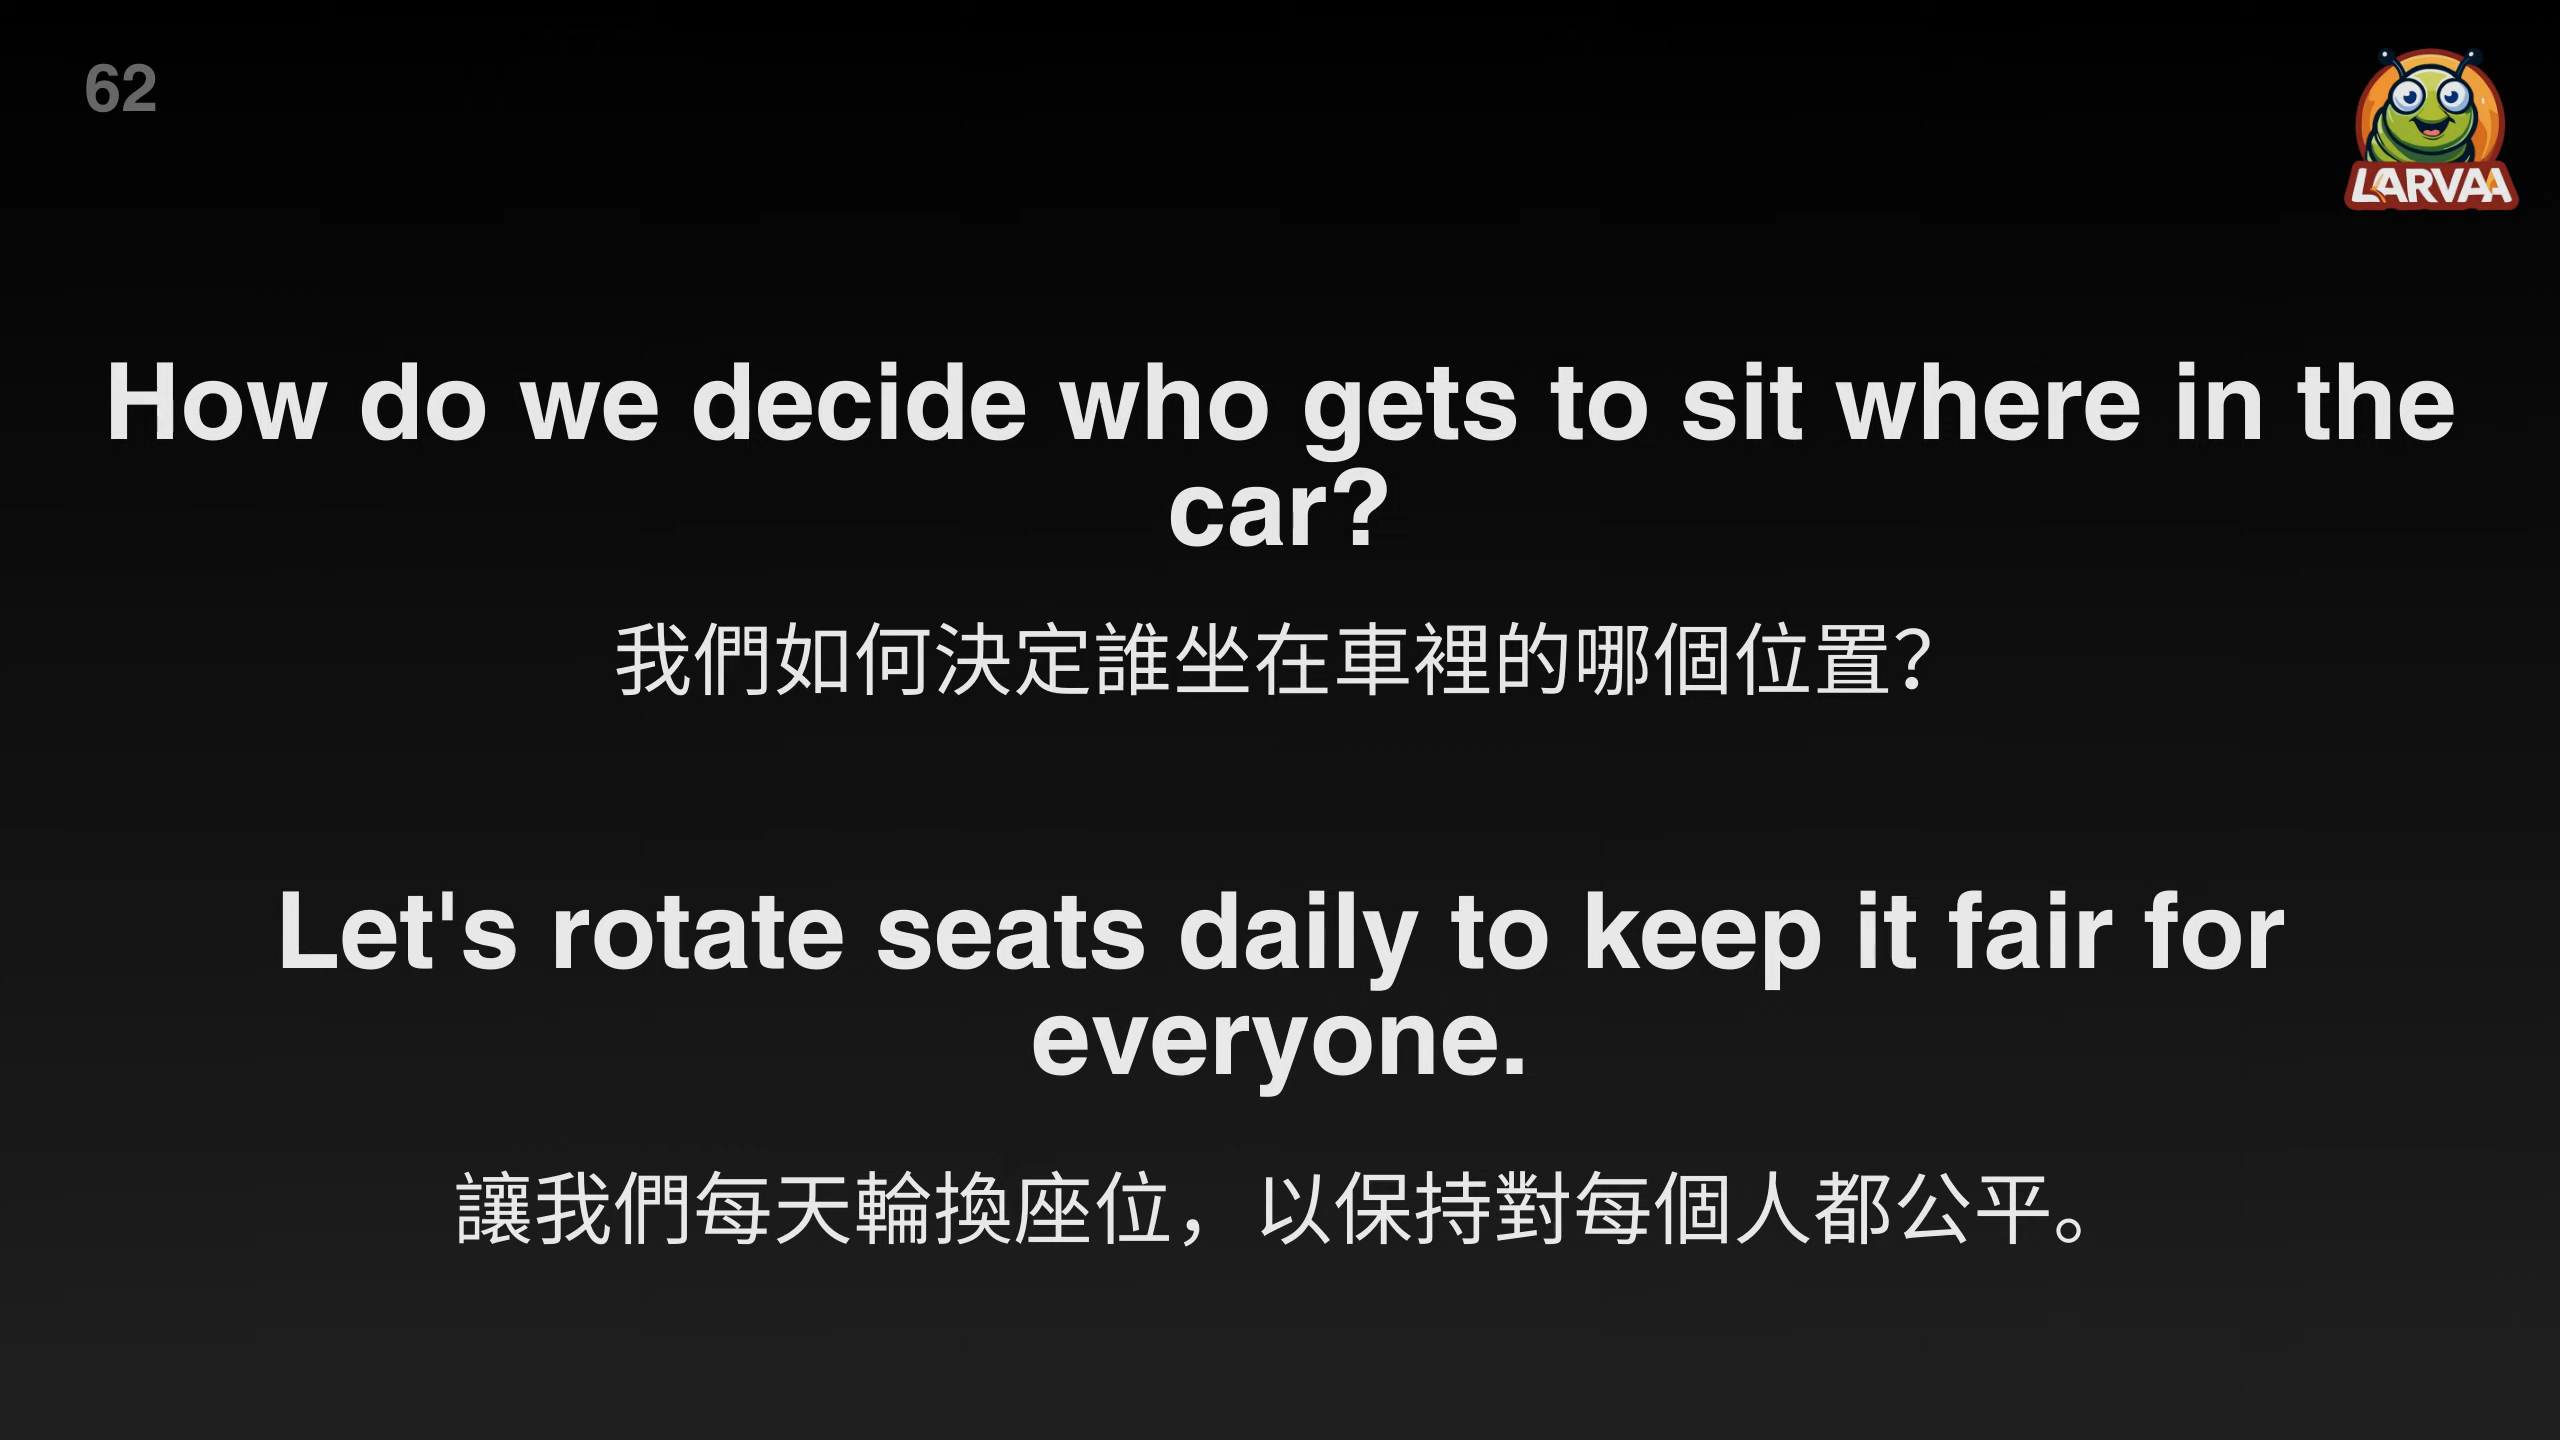 62
LARVAA
How do we decide who gets to sit where in the
car?
我們如何決定誰坐在車裡的哪個位置？
Let's rotate seats daily to keep it fair for
everyone.
讓我們每天輪換座位，以保持對每個人都公平。